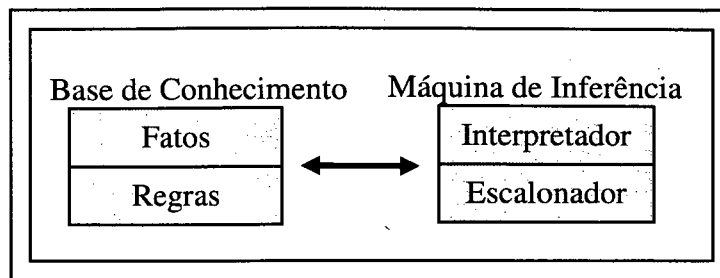 Base de Conhecimento
Máquina de Inferência
Fatos
Interpretador
Regras
Escalonador